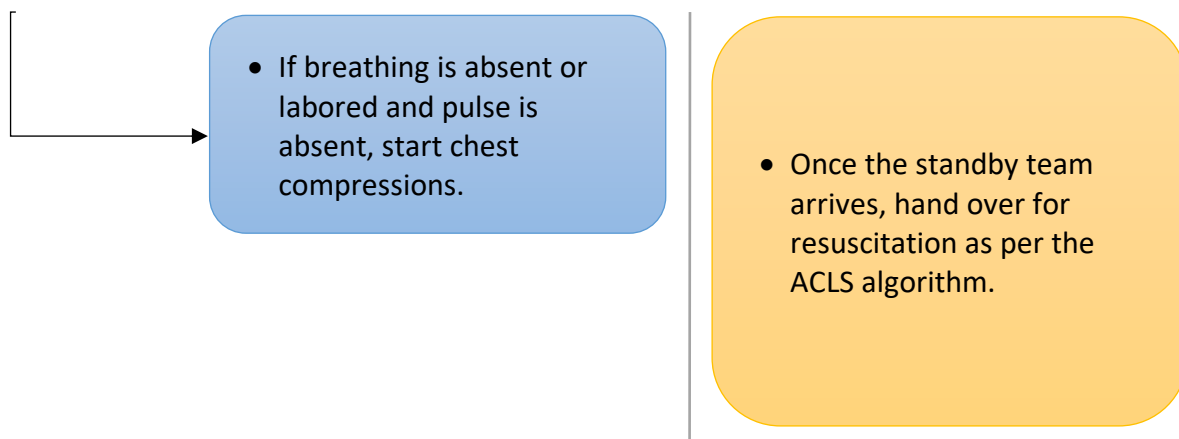 • If breathing is absent or
labored and pulse is
absent, start chest
compressions.
• Once the standby team
arrives, hand over for
resuscitation as per the
ACLS algorithm.